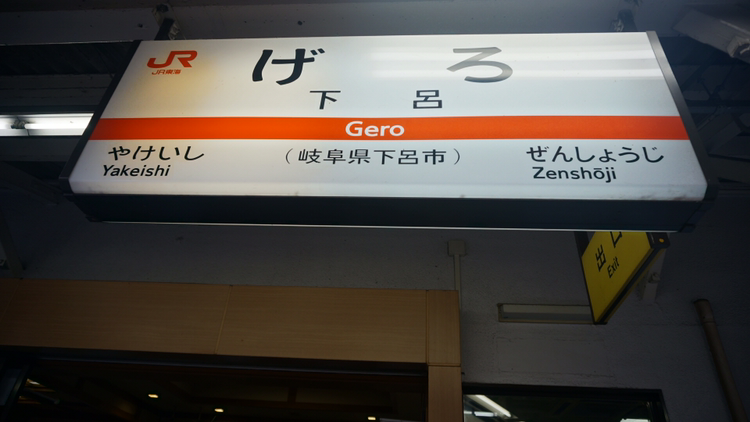 JR
JR東海
げろ
下呂
Gero
やけいし
Yakeishi
(岐阜県下呂市)
ぜんしょうじ
Zenshōji
出口
Exit